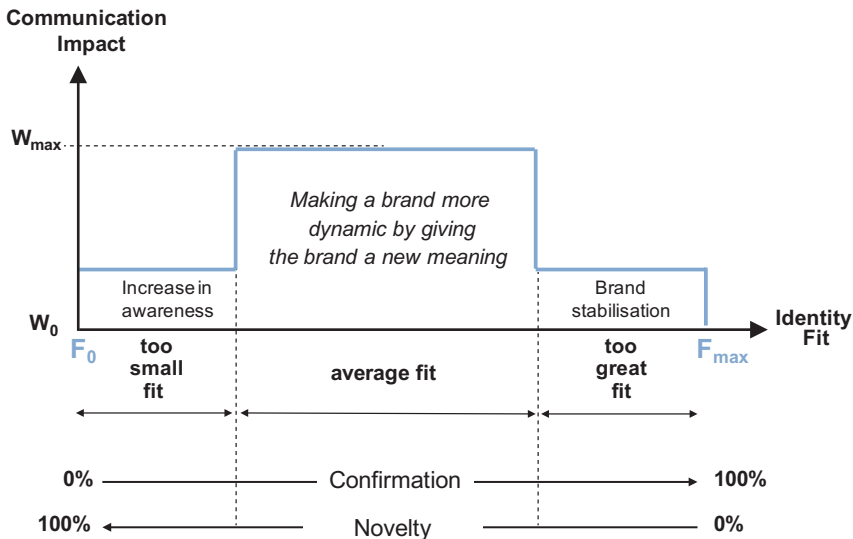 Communication
Impact
Wmax
Making a brand more
dynamic by giving
the brand a new meaning
Increase in
awareness
Brand
stabilisation
W0
Identity
Fit
F0
too
small
fit
average fit
too
great
fit
Fmax
0% Confirmation 100%
100% Novelty 0%